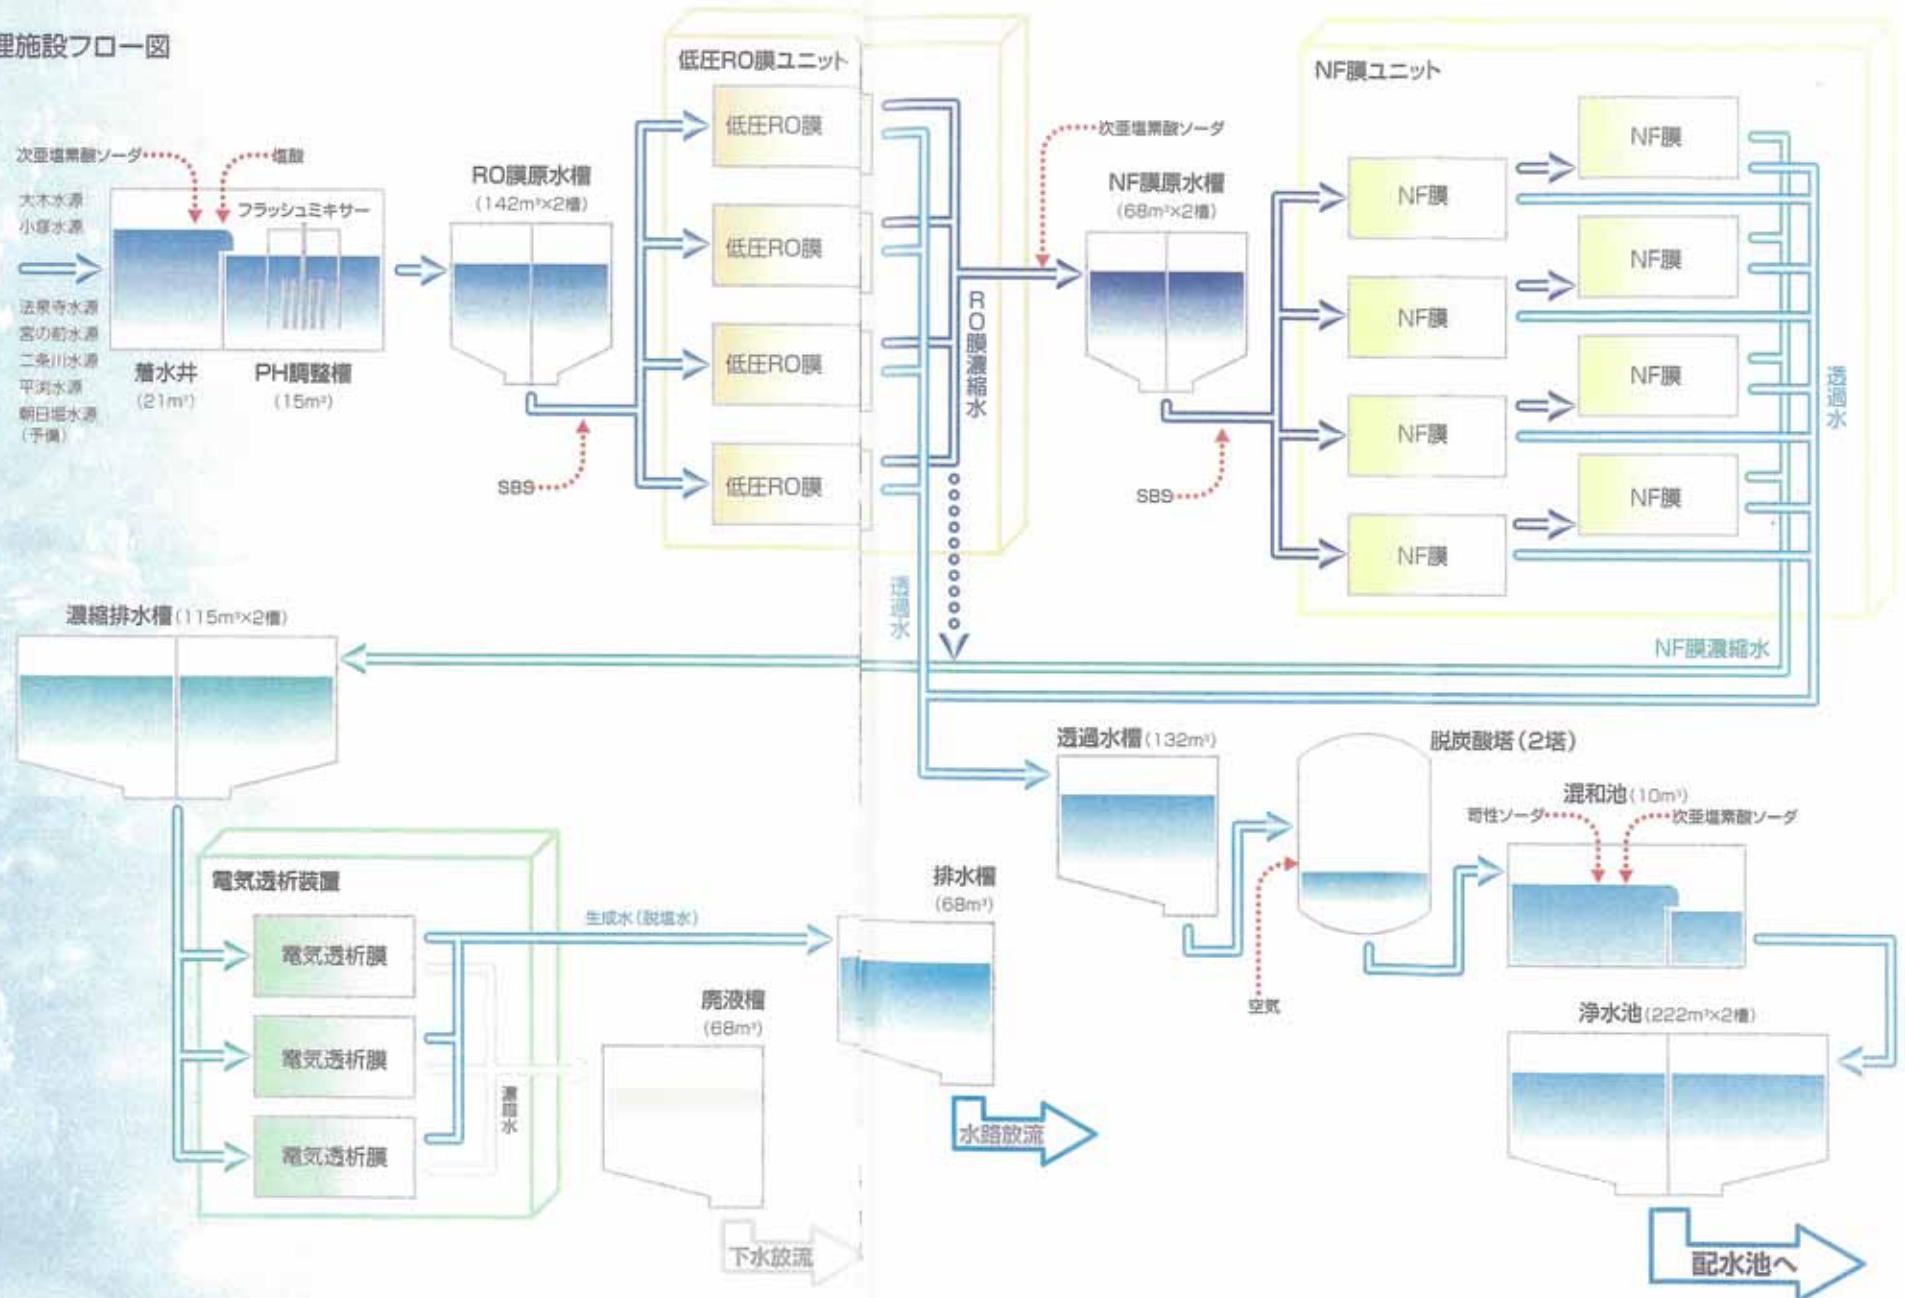 理施設フロー図
次亜塩素酸ソーダ
塩酸
大木水源
小塚水源
法泉寺水源
宮の前水源
二条川水源
平渕水源
朝日堀水源
(予備)
フラッシュミキサー
着水井
(21m³)
PH調整槽
(15m³)
RO膜原水槽
(142m³×2槽)
SBS
低圧RO膜ユニット
低圧RO膜
低圧RO膜
低圧RO膜
低圧RO膜
RO膜濃縮水
透過水
次亜塩素酸ソーダ
NF膜原水槽
(68m³×2槽)
SBS
NF膜ユニット
NF膜
NF膜
NF膜
NF膜
NF膜
NF膜
NF膜
NF膜
透過水
NF膜濃縮水
濃縮排水槽(115m³×2槽)
電気透析装置
電気透析膜
電気透析膜
電気透析膜
生成水(脱塩水)
濃縮水
廃液槽
(68m³)
下水放流
排水槽
(68m³)
水路放流
透過水槽(132m³)
空気
脱炭酸塔(2塔)
混和池(10m³)
苛性ソーダ
次亜塩素酸ソーダ
浄水池(222m³×2槽)
配水池へ